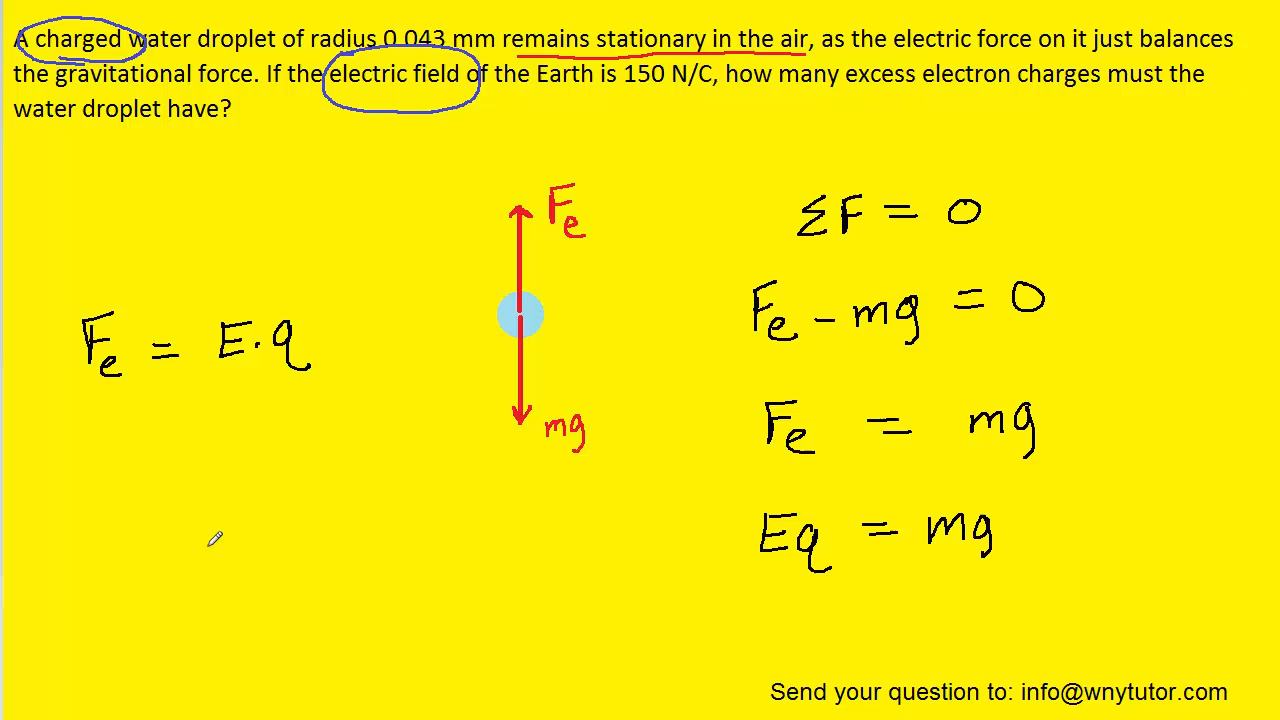 A charged water droplet of radius 0.043 mm remains stationary in the air, as the electric force on it just balances
the gravitational force. If the electric field of the Earth is 150 N/C, how many excess electron charges must the
water droplet have?
Fe
ΣF = 0
Fe - mg = 0
Fe = E·q
Fe = mg
mg
Eq = mg
Send your question to: info@wnytutor.com